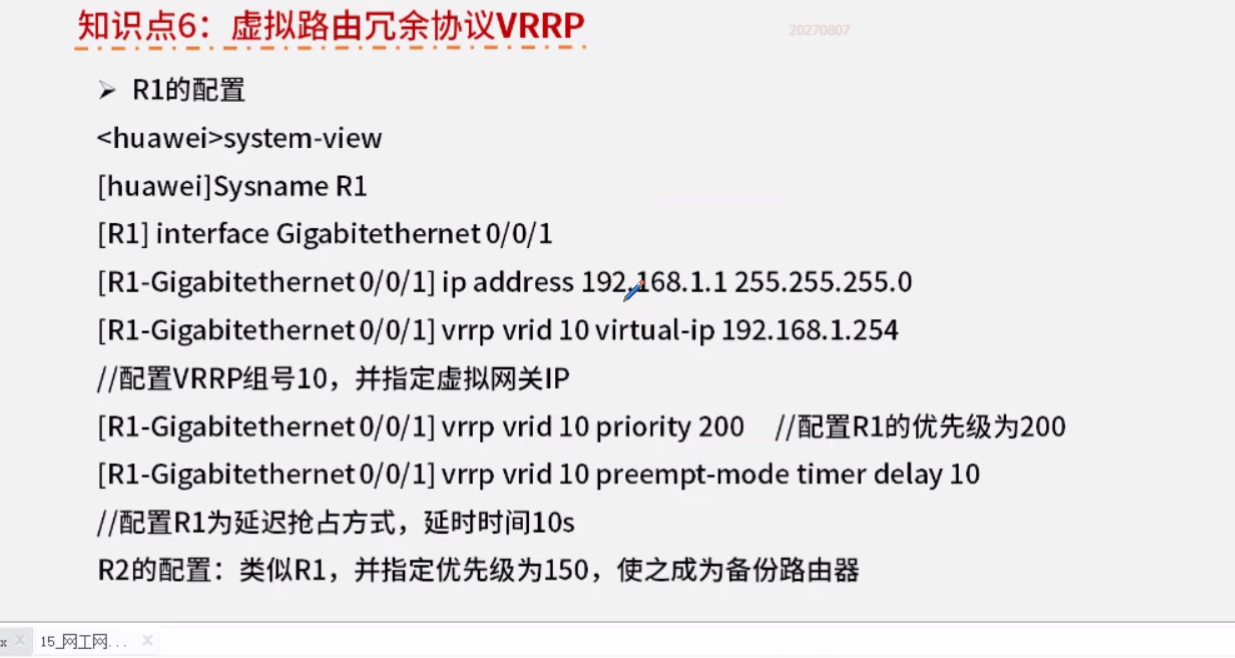 知识点6：虚拟路由冗余协议VRRP
20270807
➢ R1的配置
<huawei>system-view
[huawei]Sysname R1
[R1] interface Gigabitethernet 0/0/1
[R1-Gigabitethernet 0/0/1] ip address 192.168.1.1 255.255.255.0
[R1-Gigabitethernet 0/0/1] vrrp vrid 10 virtual-ip 192.168.1.254
//配置VRRP组号10，并指定虚拟网关IP
[R1-Gigabitethernet 0/0/1] vrrp vrid 10 priority 200 //配置R1的优先级为200
[R1-Gigabitethernet 0/0/1] vrrp vrid 10 preempt-mode timer delay 10
//配置R1为延迟抢占方式，延时时间10s
R2的配置：类似R1，并指定优先级为150，使之成为备份路由器
x × 15_网工网... ×